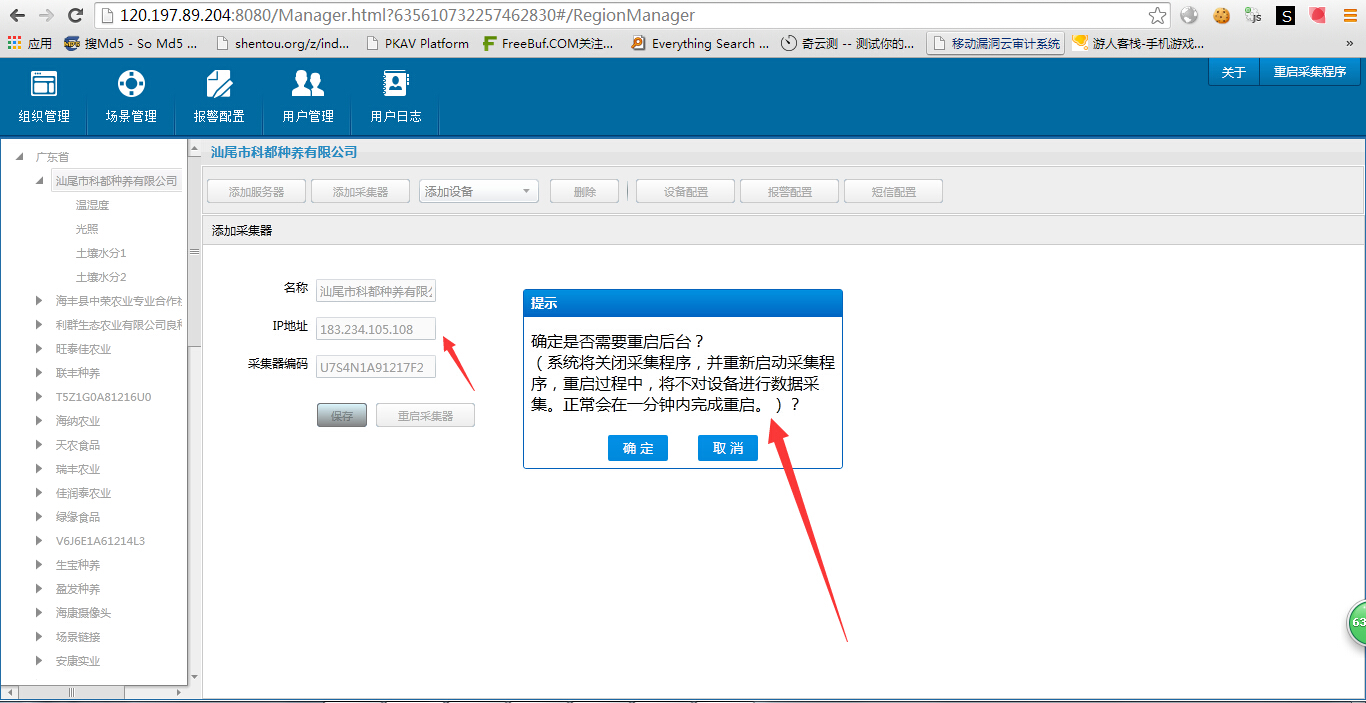 120.197.89.204:8080/Manager.html?635610732257462830#/RegionManager
应用 搜Md5 - So Md5 ... shentou.org/z/ind... PKAV Platform FreeBuf.COM关注... Everything Search ... 奇云测 -- 测试你的... 移动漏洞云审计系统 游人客栈-手机游戏... »
关于 重启采集程序
组织管理 场景管理 报警配置 用户管理 用户日志
广东省
汕尾市科都种养有限公司
温湿度
光照
土壤水分1
土壤水分2
海丰县中荣农业专业合作社
利群生态农业有限公司良种
旺泰佳农业
联丰种养
T5Z1G0A81216U0
海纳农业
天农食品
瑞丰农业
佳润泰农业
绿缘食品
V6J6E1A61214L3
生宝种养
盈发种养
海康摄像头
场景链接
安康实业
汕尾市科都种养有限公司
添加服务器 添加采集器 添加设备 删除 设备配置 报警配置 短信配置
添加采集器
名称 汕尾市科都种养有限公
IP地址 183.234.105.108
采集器编码 U7S4N1A91217F2
保存 重启采集器
提示
确定是否需要重启后台？
（系统将关闭采集程序，并重新启动采集程
序，重启过程中，将不对设备进行数据采
集。正常会在一分钟内完成重启。）？
确 定 取 消
63